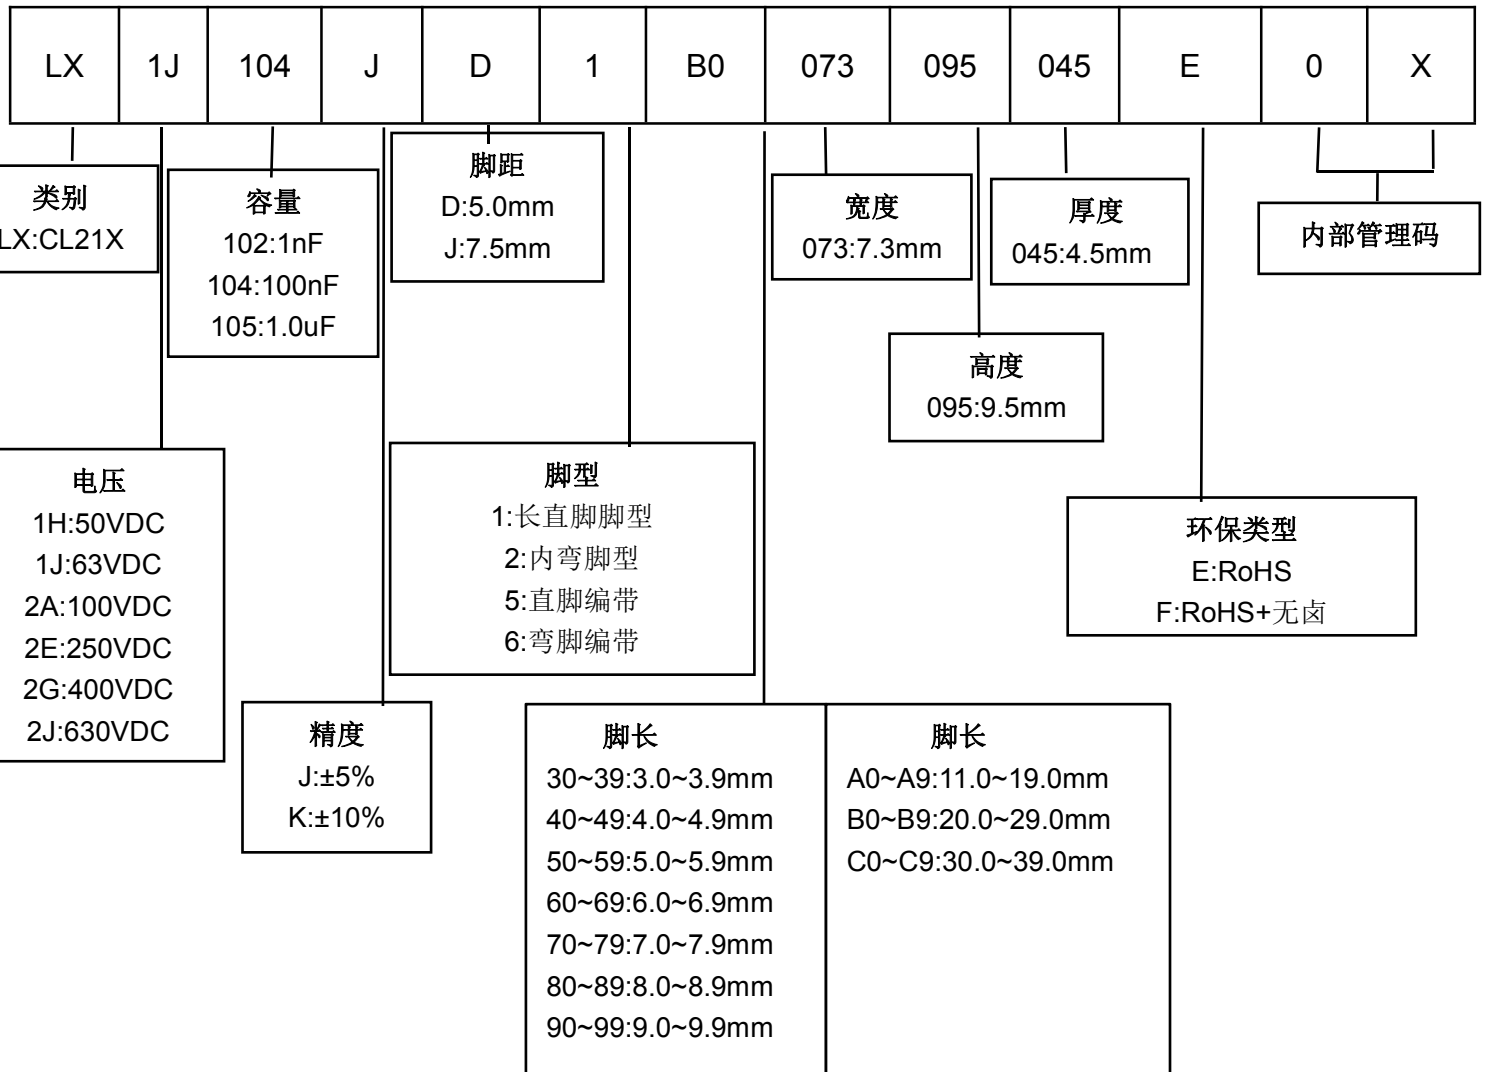 LX 1J 104 J D 1 B0 073 095 045 E 0 X
类别
LX:CL21X
容量
102:1nF
104:100nF
105:1.0uF
脚距
D:5.0mm
J:7.5mm
宽度
073:7.3mm
厚度
045:4.5mm
内部管理码
高度
095:9.5mm
电压
1H:50VDC
1J:63VDC
2A:100VDC
2E:250VDC
2G:400VDC
2J:630VDC
脚型
1:长直脚脚型
2:内弯脚型
5:直脚编带
6:弯脚编带
环保类型
E:RoHS
F:RoHS+无卤
精度
J:±5%
K:±10%
脚长
30~39:3.0~3.9mm
40~49:4.0~4.9mm
50~59:5.0~5.9mm
60~69:6.0~6.9mm
70~79:7.0~7.9mm
80~89:8.0~8.9mm
90~99:9.0~9.9mm
脚长
A0~A9:11.0~19.0mm
B0~B9:20.0~29.0mm
C0~C9:30.0~39.0mm